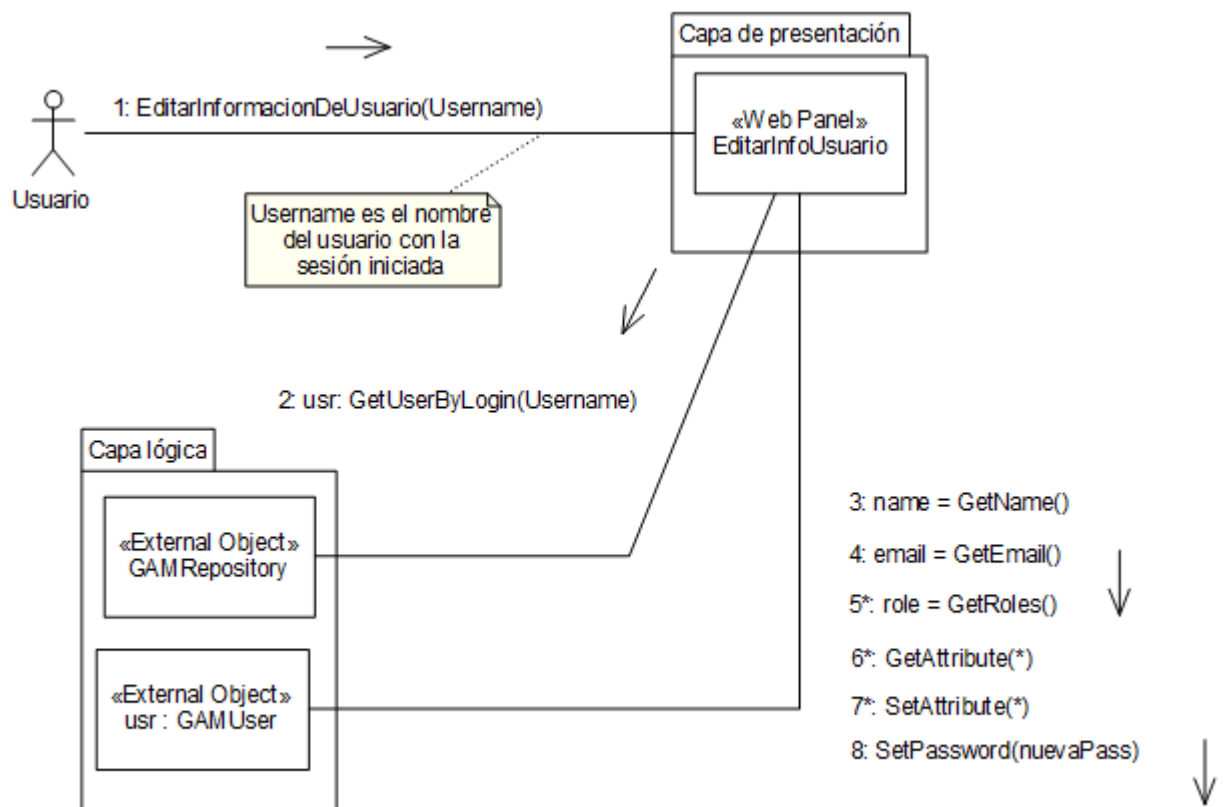 Capa de presentación
1: EditarInformacionDeUsuario(Username)
«Web Panel»
EditarInfoUsuario
Usuario
Username es el nombre
del usuario con la
sesión iniciada
2: usr: GetUserByLogin(Username)
Capa lógica
«External Object»
GAMRepository
«External Object»
usr : GAMUser
3: name = GetName()
4: email = GetEmail()
5*: role = GetRoles()
6*: GetAttribute(*)
7*: SetAttribute(*)
8: SetPassword(nuevaPass)